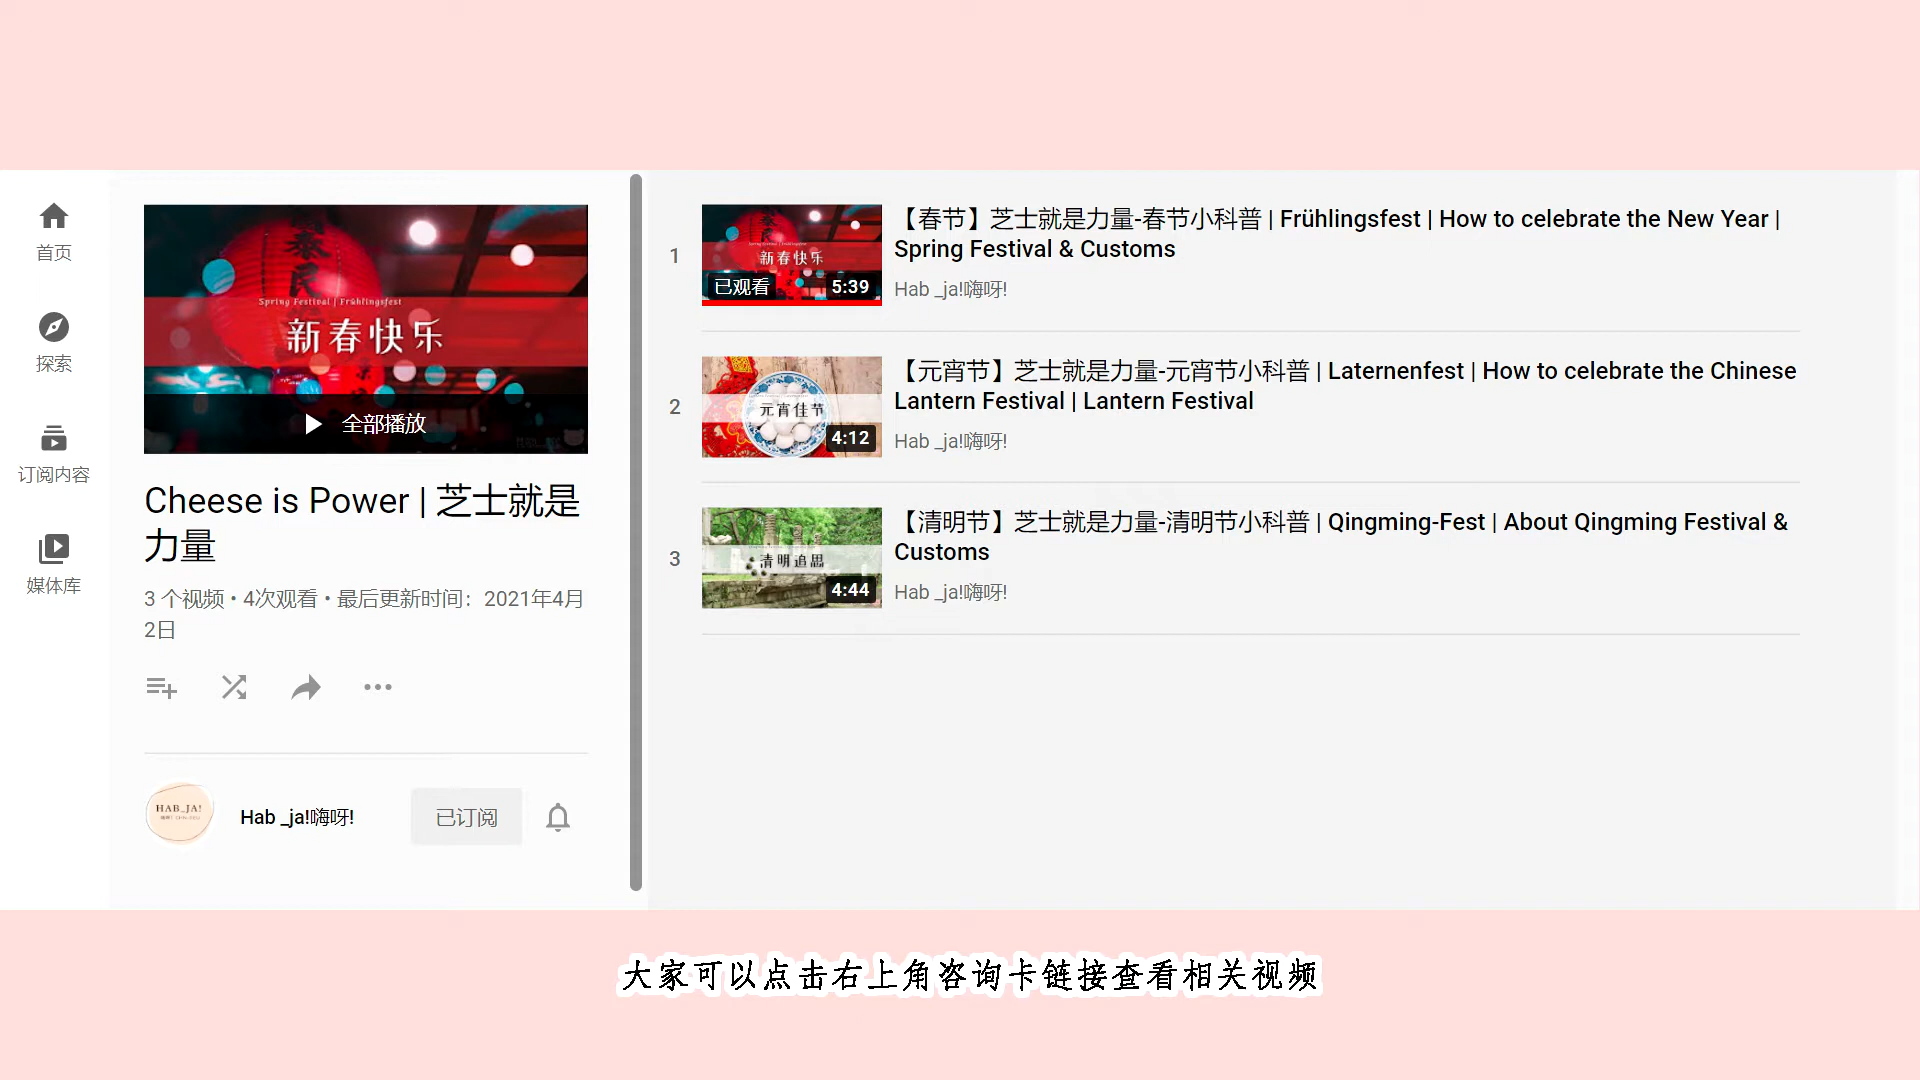 首页
探索
订阅内容
媒体库
Spring Festival | Frühlingsfest
新春快乐
全部播放
Cheese is Power | 芝士就是
力量
3 个视频 • 4次观看 • 最后更新时间：2021年4月
2日
HAB_JA!
Hab _ja!嗨呀!
已订阅
1
新春快乐
已观看
5:39
【春节】芝士就是力量-春节小科普 | Frühlingsfest | How to celebrate the New Year |
Spring Festival & Customs
Hab _ja!嗨呀!
2
元宵佳节
4:12
【元宵节】芝士就是力量-元宵节小科普 | Laternenfest | How to celebrate the Chinese
Lantern Festival | Lantern Festival
Hab _ja!嗨呀!
3
清明追思
4:44
【清明节】芝士就是力量-清明节小科普 | Qingming-Fest | About Qingming Festival &
Customs
Hab _ja!嗨呀!
大家可以点击右上角咨询卡链接查看相关视频